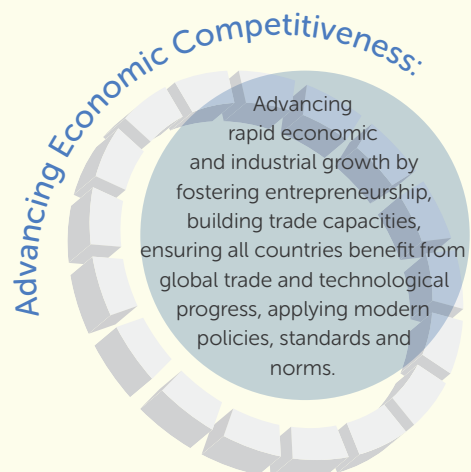 Advancing Economic Competitiveness:
Advancing
rapid economic
and industrial growth by
fostering entrepreneurship,
building trade capacities,
ensuring all countries benefit from
global trade and technological
progress, applying modern
policies, standards and
norms.